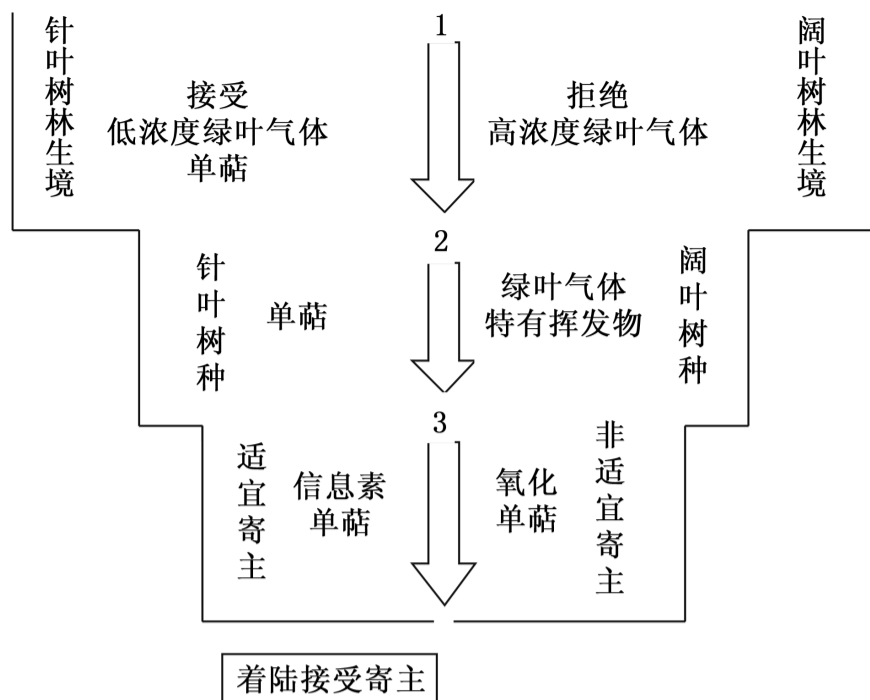 针叶树林生境
接受
低浓度绿叶气体
单萜
1
拒绝
高浓度绿叶气体
阔叶树林生境
针叶树种
单萜
2
绿叶气体
特有挥发物
阔叶树种
适宜寄主
信息素
单萜
3
氧化
单萜
非适宜寄主
着陆接受寄主